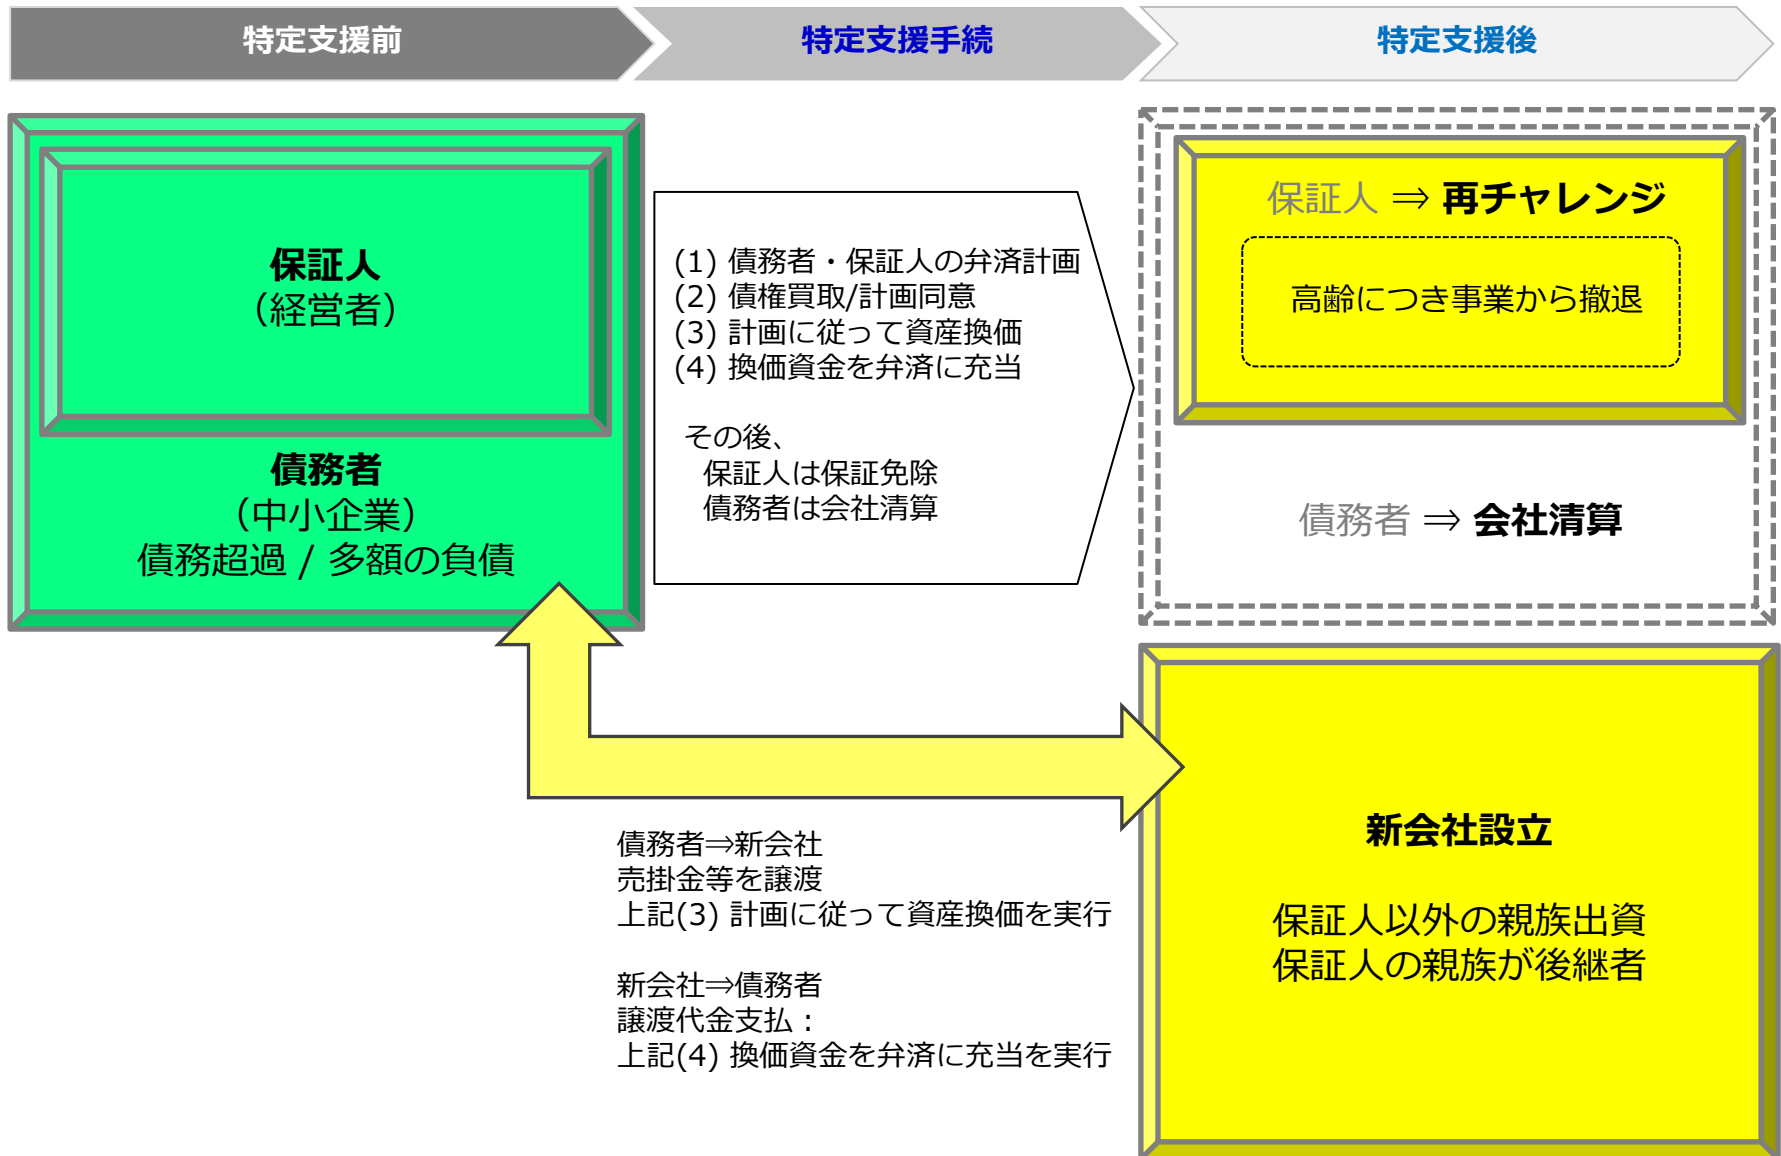 特定支援前
特定支援手続
特定支援後
保証人
（経営者）
債務者
（中小企業）
債務超過 / 多額の負債
(1) 債務者・保証人の弁済計画
(2) 債権買取/計画同意
(3) 計画に従って資産換価
(4) 換価資金を弁済に充当
その後、
保証人は保証免除
債務者は会社清算
保証人 ⇒ 再チャレンジ
高齢につき事業から撤退
債務者 ⇒ 会社清算
債務者⇒新会社
売掛金等を譲渡
上記(3) 計画に従って資産換価を実行
新会社⇒債務者
譲渡代金支払：
上記(4) 換価資金を弁済に充当を実行
新会社設立
保証人以外の親族出資
保証人の親族が後継者